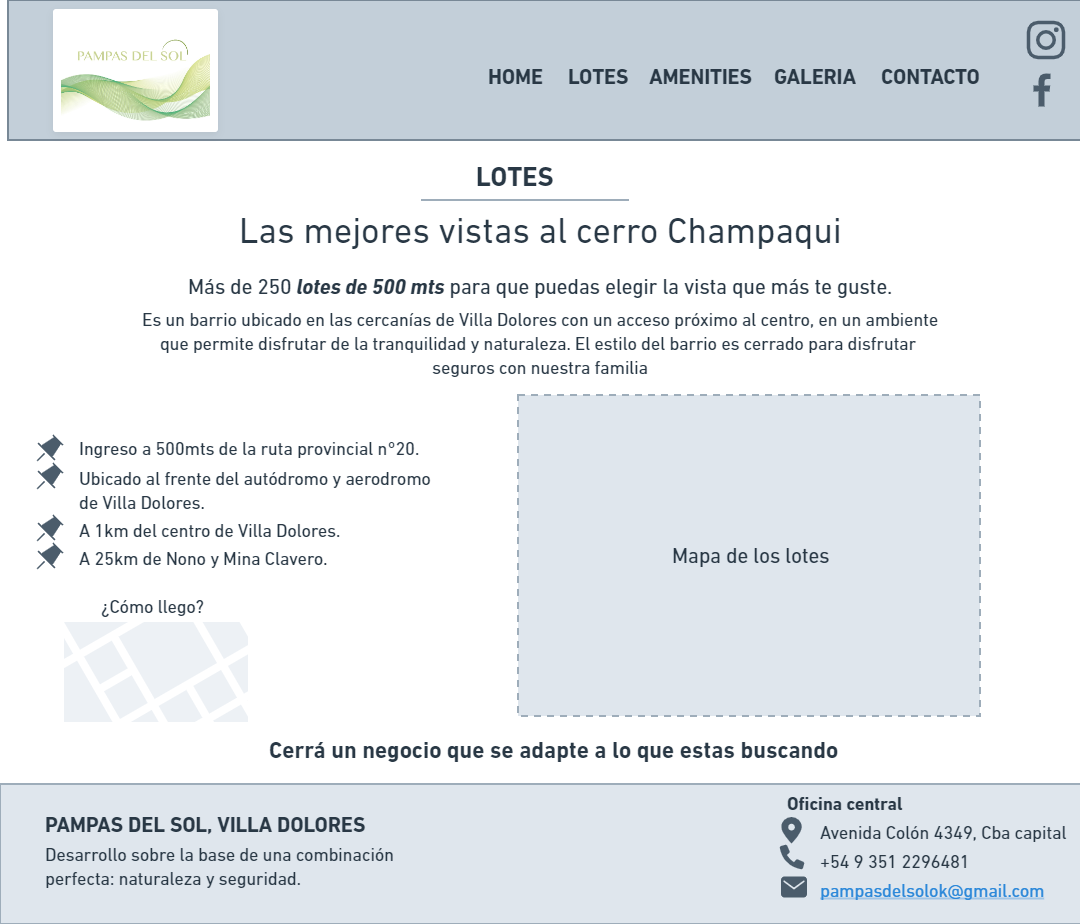 PAMPAS DEL SOL
HOME LOTES AMENITIES GALERIA CONTACTO
LOTES
Las mejores vistas al cerro Champaqui
Más de 250 lotes de 500 mts para que puedas elegir la vista que más te guste.
Es un barrio ubicado en las cercanías de Villa Dolores con un acceso próximo al centro, en un ambiente
que permite disfrutar de la tranquilidad y naturaleza. El estilo del barrio es cerrado para disfrutar
seguros con nuestra familia
Ingreso a 500mts de la ruta provincial n°20.
Ubicado al frente del autódromo y aerodromo
de Villa Dolores.
A 1km del centro de Villa Dolores.
A 25km de Nono y Mina Clavero.
¿Cómo llego?
Mapa de los lotes
Cerrá un negocio que se adapte a lo que estas buscando
PAMPAS DEL SOL, VILLA DOLORES
Desarrollo sobre la base de una combinación
perfecta: naturaleza y seguridad.
Oficina central
Avenida Colón 4349, Cba capital
+54 9 351 2296481
pampasdelsolok@gmail.com